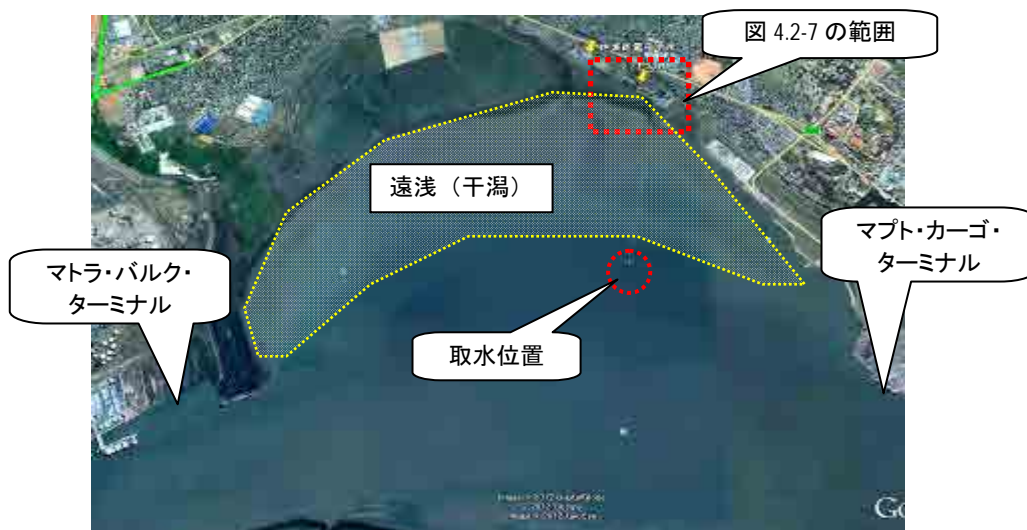 図 4.2-7 の範囲
遠浅（干潟）
マプト・カーゴ・
ターミナル
マトラ・バルク・
ターミナル
取水位置
Go